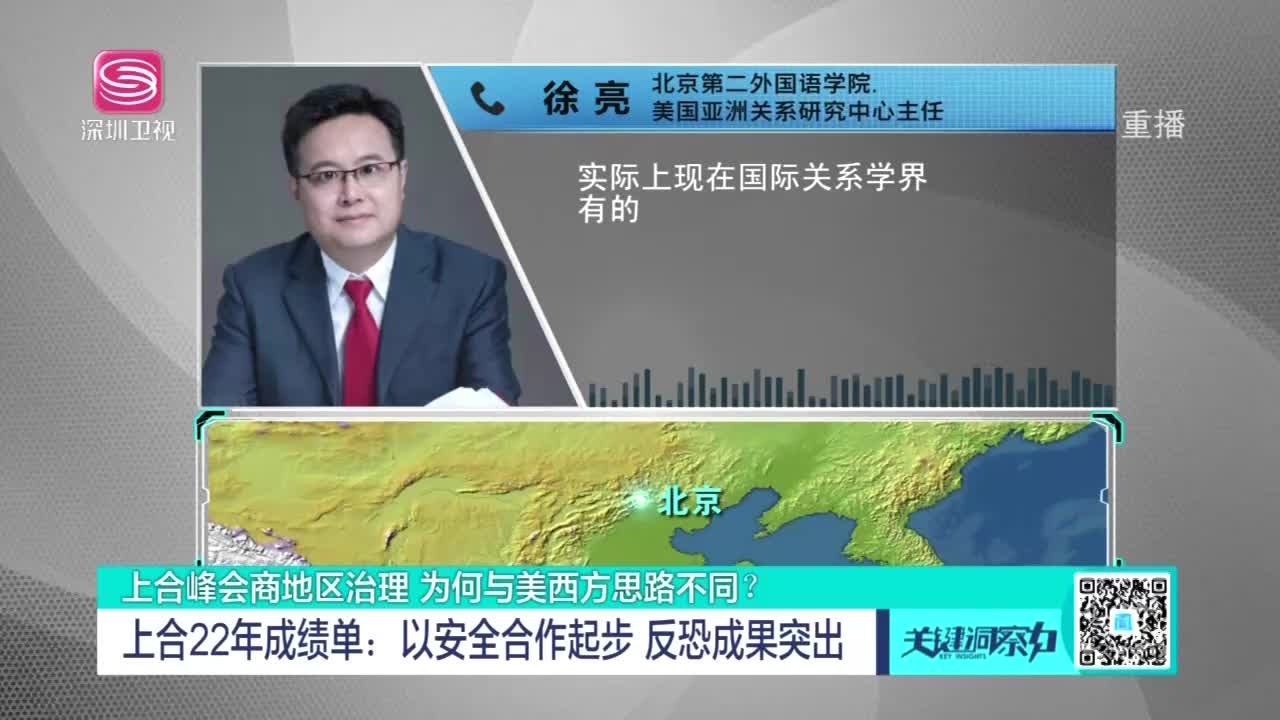 深圳卫视
徐亮
北京第二外国语学院.
美国亚洲关系研究中心主任
重播
实际上现在国际关系学界
有的
北京
上合峰会商地区治理 为何与美西方思路不同?
上合22年成绩单：以安全合作起步 反恐成果突出
关键洞察力
KEY INSIGHTS